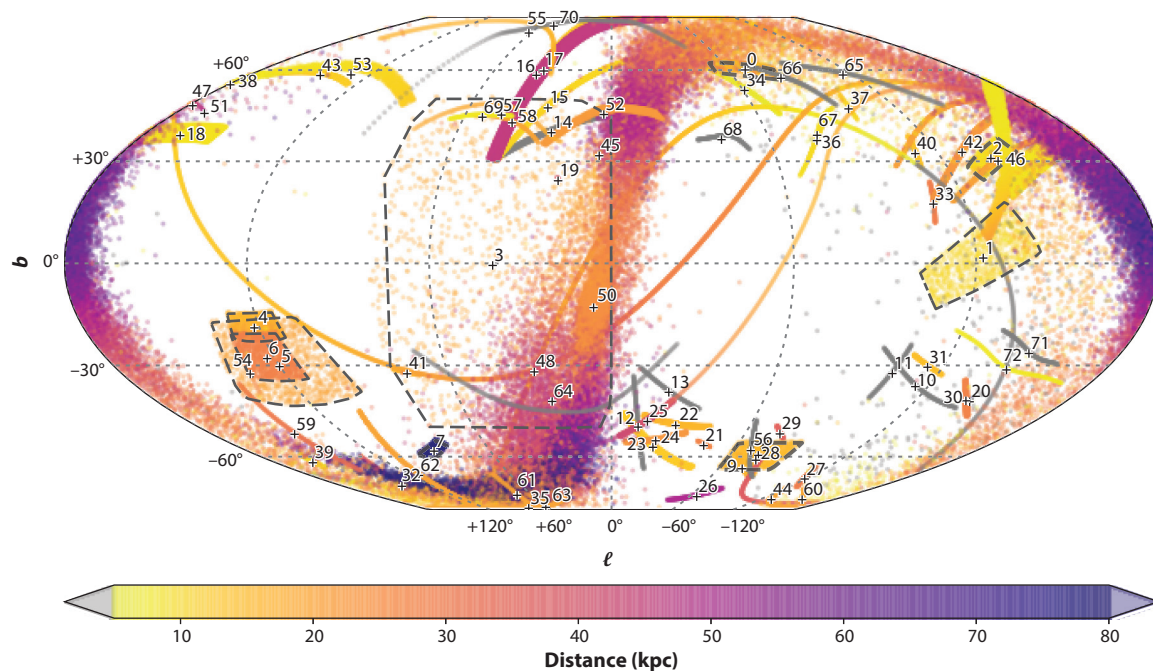 55 70
+60° 43 53 17 0 65
47 38 16 34 66
51 69 57 15 52 37
18 58 14 67
68 36 40 42 2
+30° 45 46
19 33
b 0° 3 1
50
4
6 5 11 31 71
54 41 48 72
−30° 64 13 10 30 20
12 25 22 29
59 7 23 24 21 56
−60° 39 62 9 28 27
32 61 26
35 63 44 60
+120° +60° 0° −60° −120°
ℓ
10 20 30 40 50 60 70 80
Distance (kpc)